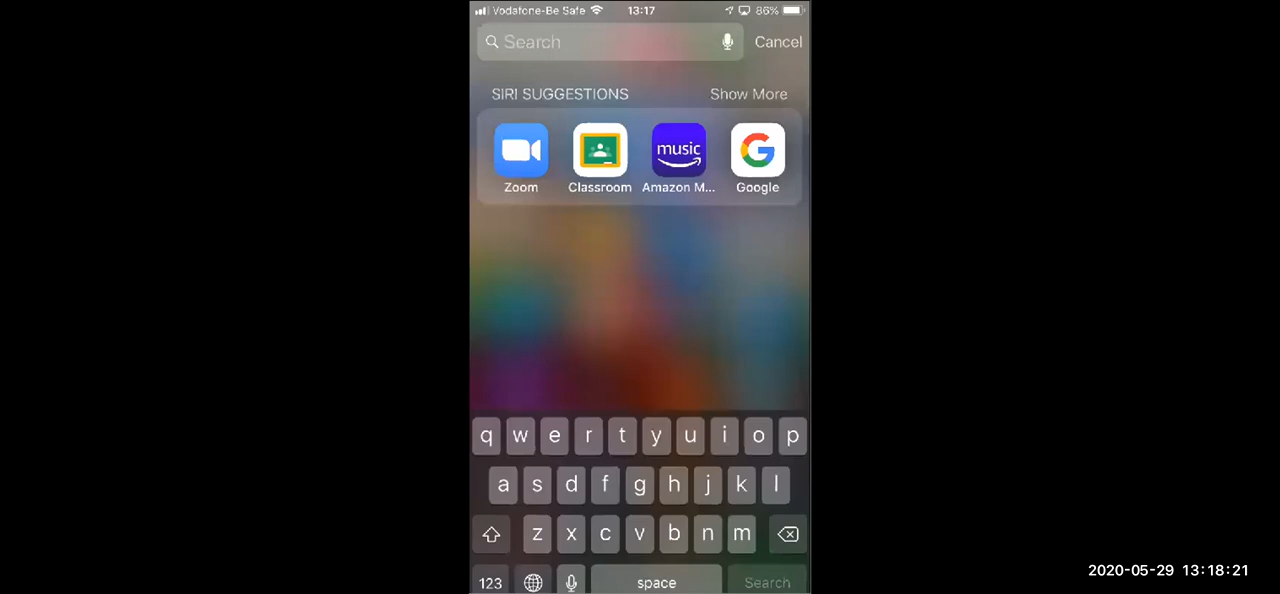 Vodafone-Be Safe 13:17 86%
Search Cancel
SIRI SUGGESTIONS Show More
music
Zoom Classroom Amazon M... Google
q w e r t y u i o p
a s d f g h j k l
z x c v b n m
123 space Search
2020-05-29 13:18:21